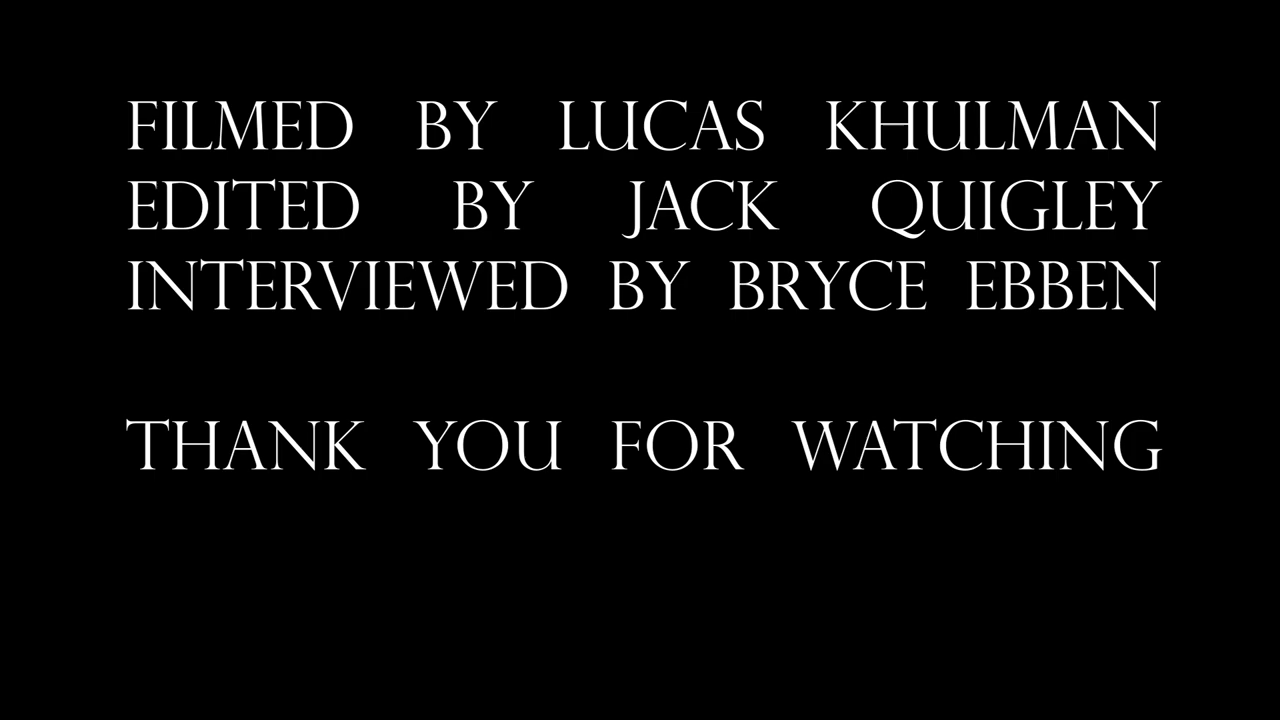 FILMED BY LUCAS KHULMAN
EDITED BY JACK QUIGLEY
INTERVIEWED BY BRYCE EBBEN
THANK YOU FOR WATCHING